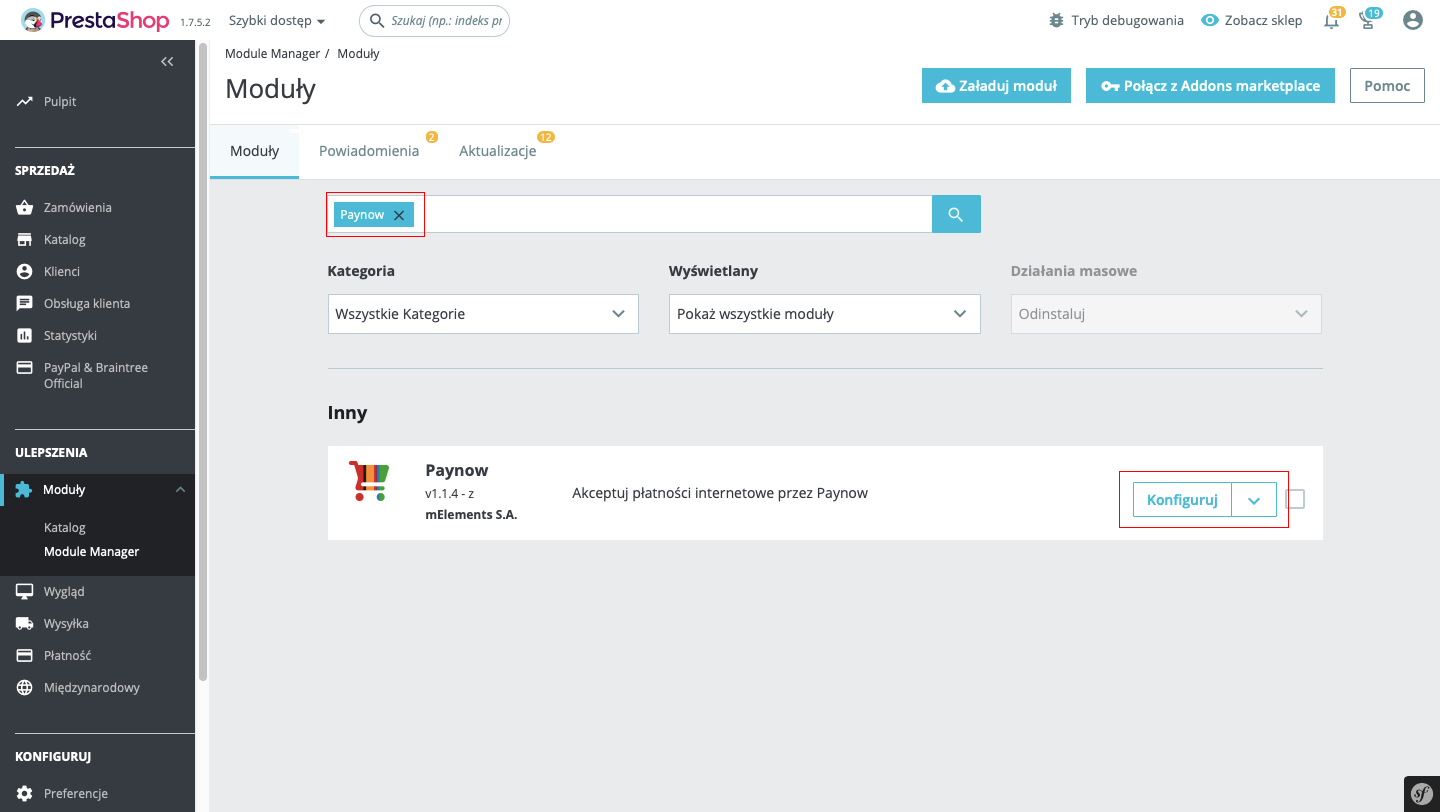 PrestaShop 1.7.5.2
Szybki dostęp
Szukaj (np.: indeks pr
Tryb debugowania
Zobacz sklep
31
19
Pulpit
SPRZEDAŻ
Zamówienia
Katalog
Klienci
Obsługa klienta
Statystyki
PayPal & Braintree
Official
ULEPSZENIA
Moduły
Katalog
Module Manager
Wygląd
Wysyłka
Płatność
Międzynarodowy
KONFIGURUJ
Preferencje
Module Manager / Moduły
Moduły
Załaduj moduł
Połącz z Addons marketplace
Pomoc
Moduły
Powiadomienia 2
Aktualizacje 12
Paynow
Kategoria
Wyświetlany
Działania masowe
Wszystkie Kategorie
Pokaż wszystkie moduły
Odinstaluj
Inny
Paynow
v1.1.4 - z
mElements S.A.
Akceptuj płatności internetowe przez Paynow
Konfiguruj
sf